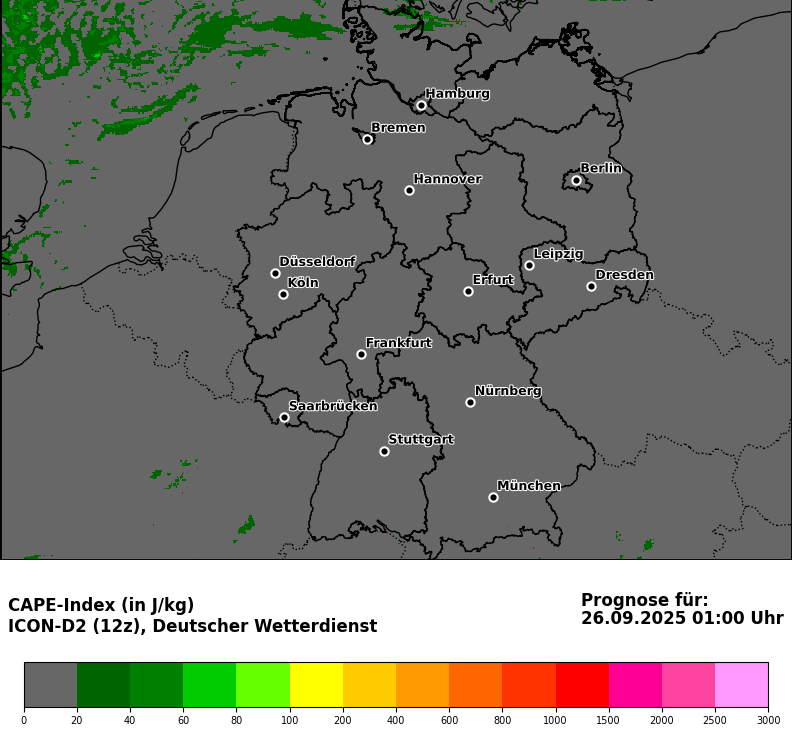 Hamburg
Bremen
Berlin
Hannover
Leipzig
Düsseldorf
Dresden
Erfurt
Köln
Frankfurt
Nürnberg
Saarbrücken
Stuttgart
München
CAPE-Index (in J/kg)
ICON-D2 (12z), Deutscher Wetterdienst
Prognose für:
26.09.2025 01:00 Uhr
0 20 40 60 80 100 200 400 600 800 1000 1500 2000 2500 3000